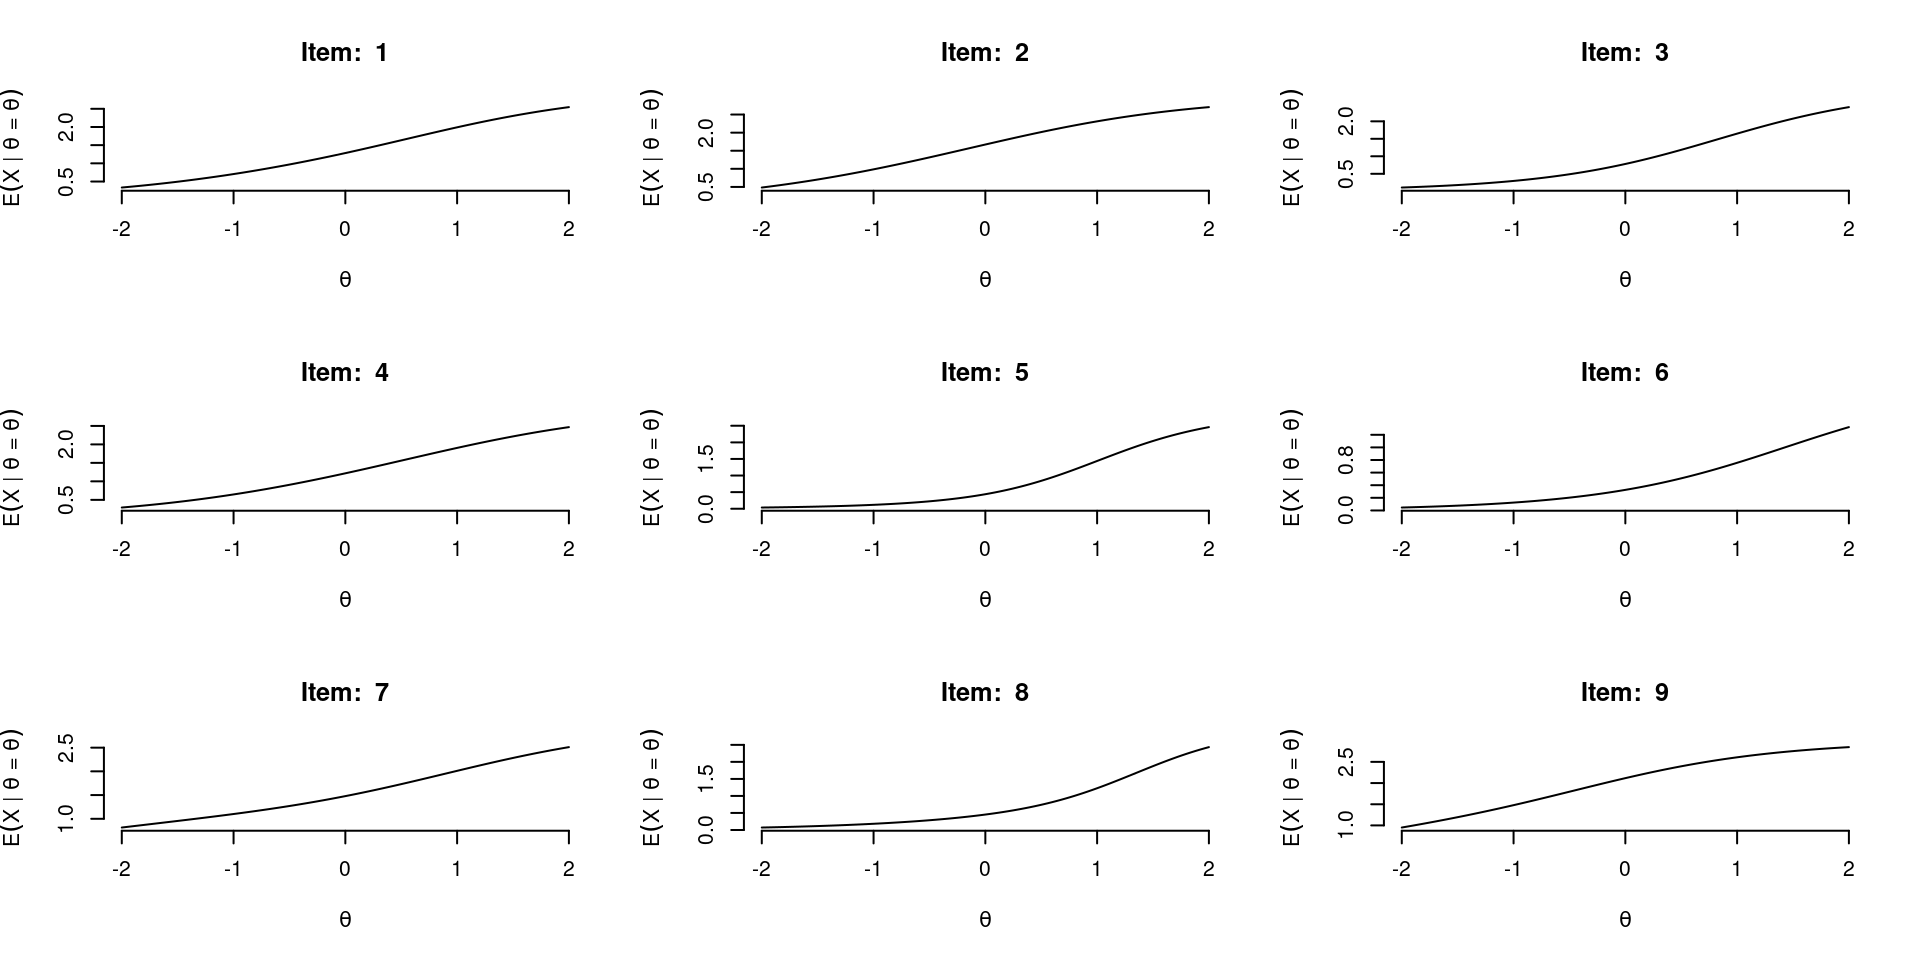 Item: 1
E(X | θ = θ)
0.5 2.0
-2 -1 0 1 2
θ
Item: 2
E(X | θ = θ)
0.5 2.0
-2 -1 0 1 2
θ
Item: 3
E(X | θ = θ)
0.5 2.0
-2 -1 0 1 2
θ
Item: 4
E(X | θ = θ)
0.5 2.0
-2 -1 0 1 2
θ
Item: 5
E(X | θ = θ)
0.0 1.5
-2 -1 0 1 2
θ
Item: 6
E(X | θ = θ)
0.0 0.8
-2 -1 0 1 2
θ
Item: 7
E(X | θ = θ)
1.0 2.5
-2 -1 0 1 2
θ
Item: 8
E(X | θ = θ)
0.0 1.5
-2 -1 0 1 2
θ
Item: 9
E(X | θ = θ)
1.0 2.5
-2 -1 0 1 2
θ